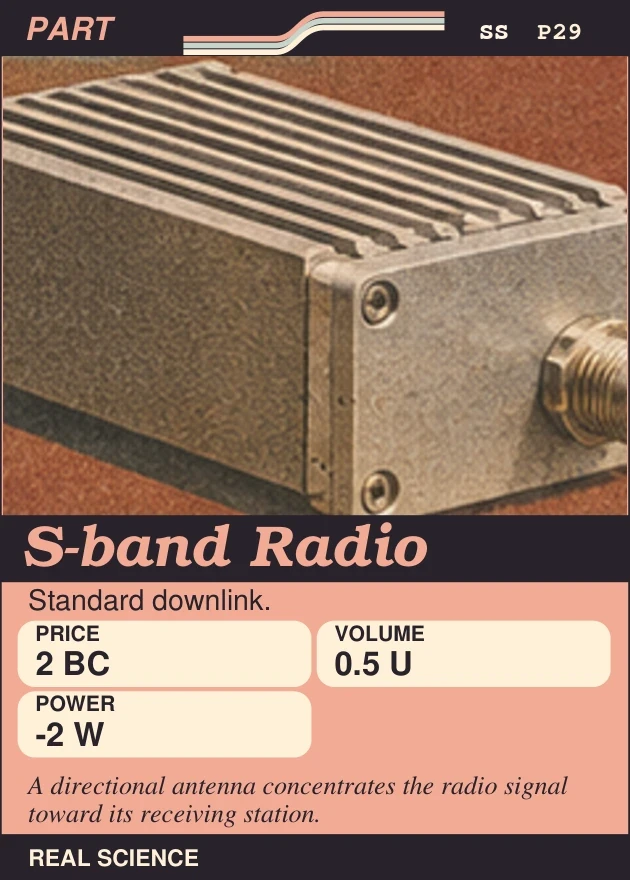 PART
SS P29
S-band Radio
Standard downlink.
PRICE
2 BC
VOLUME
0.5 U
POWER
-2 W
A directional antenna concentrates the radio signal
toward its receiving station.
REAL SCIENCE